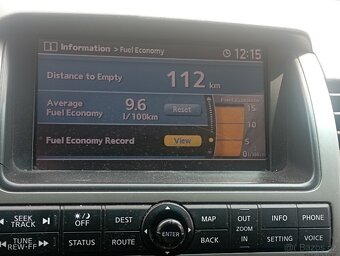 Information > Fuel Economy
12:15
Distance to Empty 112 km
Average Fuel Economy 9.6 l/100km Reset
Fuel Economy
15
10
5
0
Fuel Economy Record View
SEEK TRACK
OFF
DEST
MAP
OUT
INFO
PHONE
ZOOM
TUNE
REW·FF
STATUS
ROUTE
ENTER
BACK
IN
SETTING
VOICE